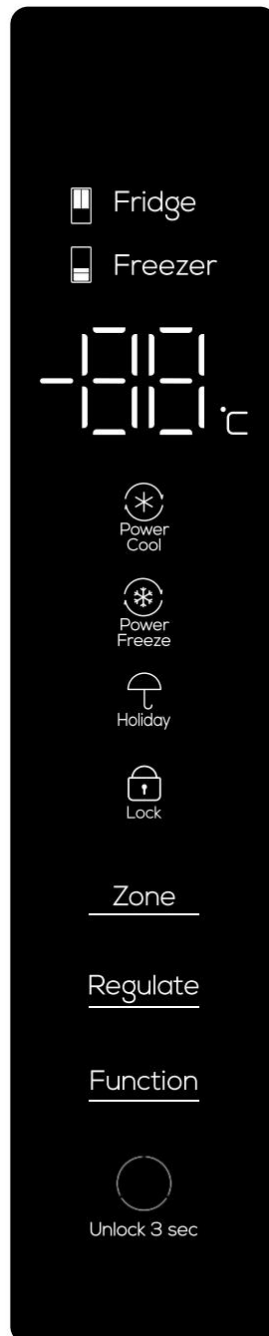 Fridge
Freezer
-88 °C
Power
Cool
Power
Freeze
Holiday
Lock
Zone
Regulate
Function
Unlock 3 sec